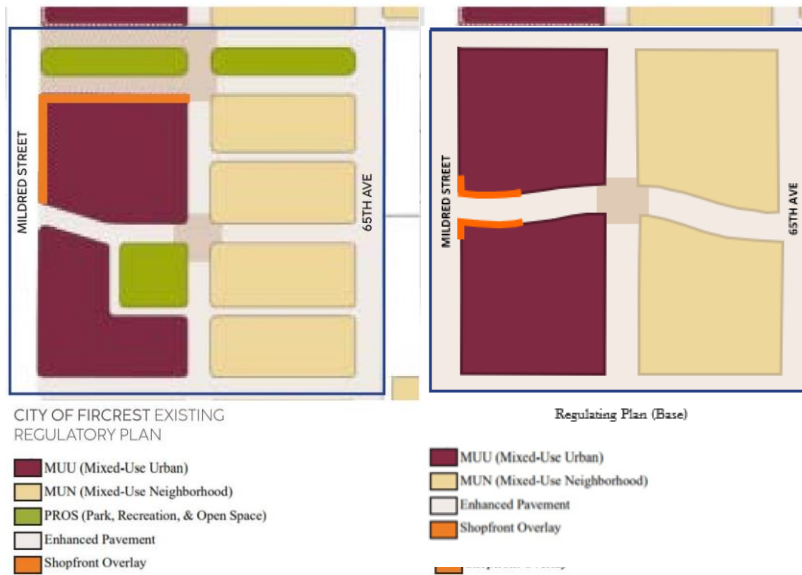 MILDRED STREET
65TH AVE
CITY OF FIRCREST EXISTING
REGULATORY PLAN
MUU (Mixed-Use Urban)
MUN (Mixed-Use Neighborhood)
PROS (Park, Recreation, & Open Space)
Enhanced Pavement
Shopfront Overlay
MILDRED STREET
65TH AVE
Regulating Plan (Base)
MUU (Mixed-Use Urban)
MUN (Mixed-Use Neighborhood)
Enhanced Pavement
Shopfront Overlay